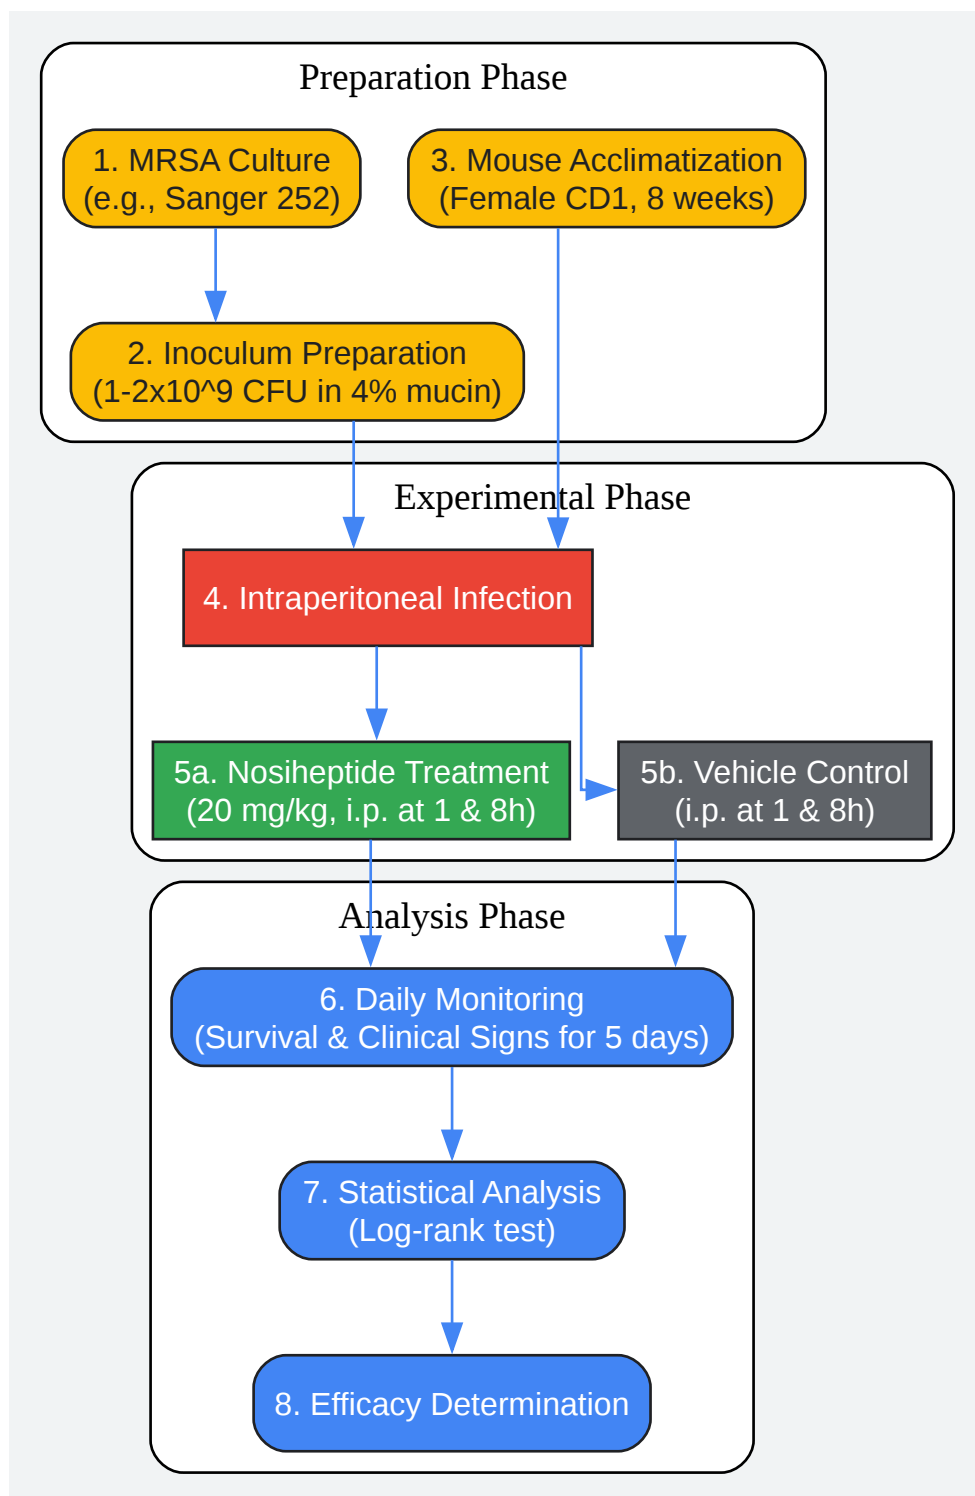 Preparation Phase
1. MRSA Culture
(e.g., Sanger 252)
3. Mouse Acclimatization
(Female CD1, 8 weeks)
2. Inoculum Preparation
(1-2x10^9 CFU in 4% mucin)
Experimental Phase
4. Intraperitoneal Infection
5a. Nosiheptide Treatment
(20 mg/kg, i.p. at 1 & 8h)
5b. Vehicle Control
(i.p. at 1 & 8h)
Analysis Phase
6. Daily Monitoring
(Survival & Clinical Signs for 5 days)
7. Statistical Analysis
(Log-rank test)
8. Efficacy Determination